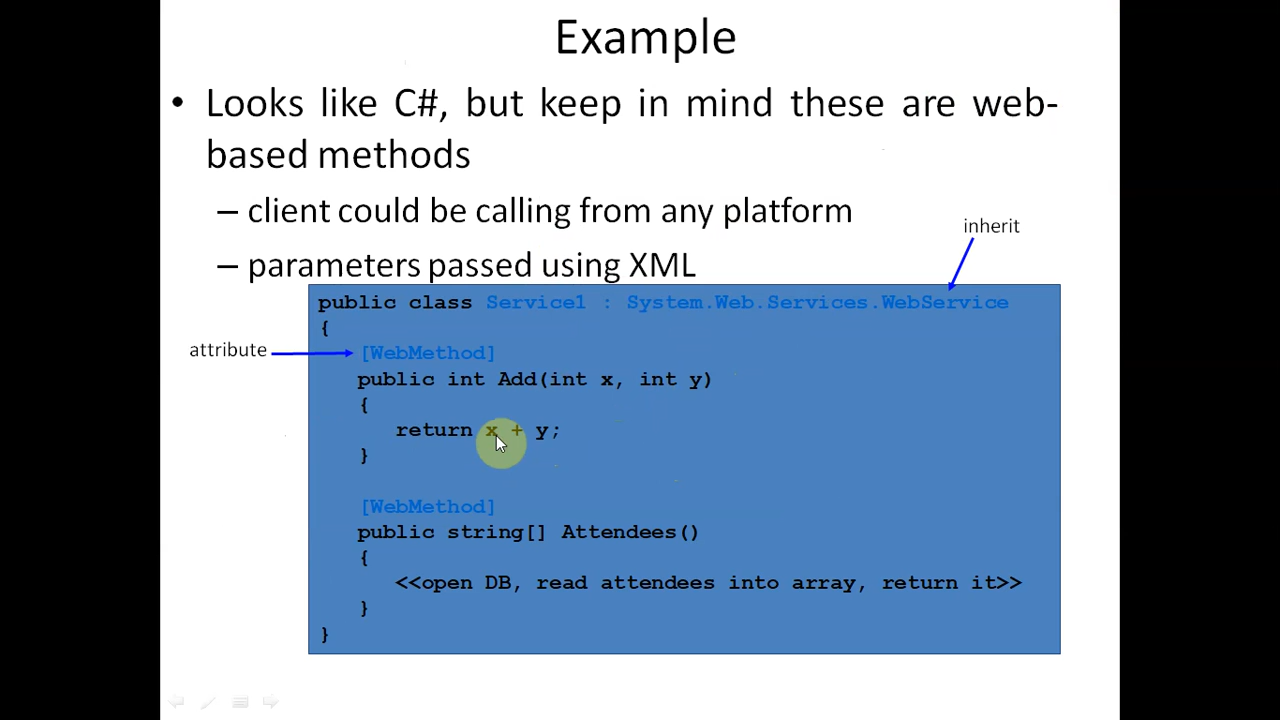 Example
• Looks like C#, but keep in mind these are web-
based methods
– client could be calling from any platform
inherit
– parameters passed using XML
public class Service1 : System.Web.Services.WebService
{
attribute
[WebMethod]
public int Add(int x, int y)
{
return x + y;
}
[WebMethod]
public string[] Attendees()
{
<<open DB, read attendees into array, return it>>
}
}